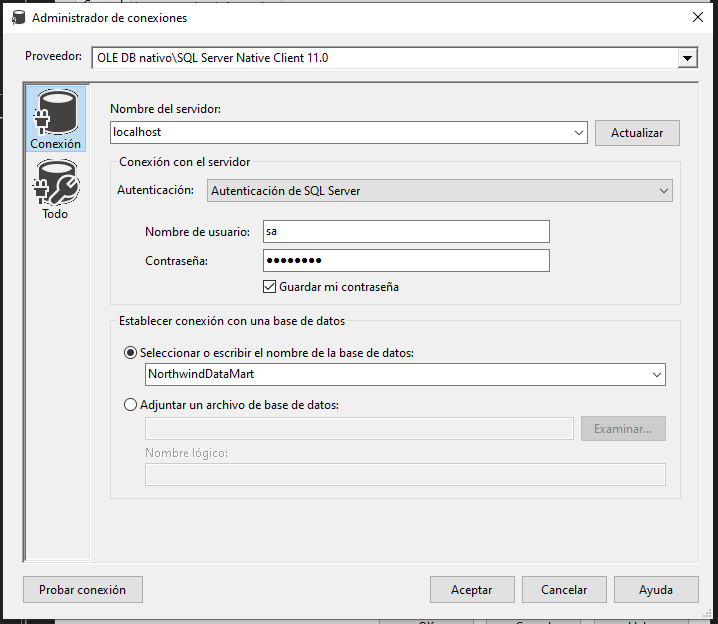 Administrador de conexiones
Proveedor: OLE DB nativo\SQL Server Native Client 11.0
Conexión
Todo
Nombre del servidor:
localhost
Actualizar
Conexión con el servidor
Autenticación: Autenticación de SQL Server
Nombre de usuario: sa
Contraseña: ●●●●●●●●
Guardar mi contraseña
Establecer conexión con una base de datos
Seleccionar o escribir el nombre de la base de datos:
NorthwindDataMart
Adjuntar un archivo de base de datos:
Examinar...
Nombre lógico:
Probar conexión Aceptar Cancelar Ayuda